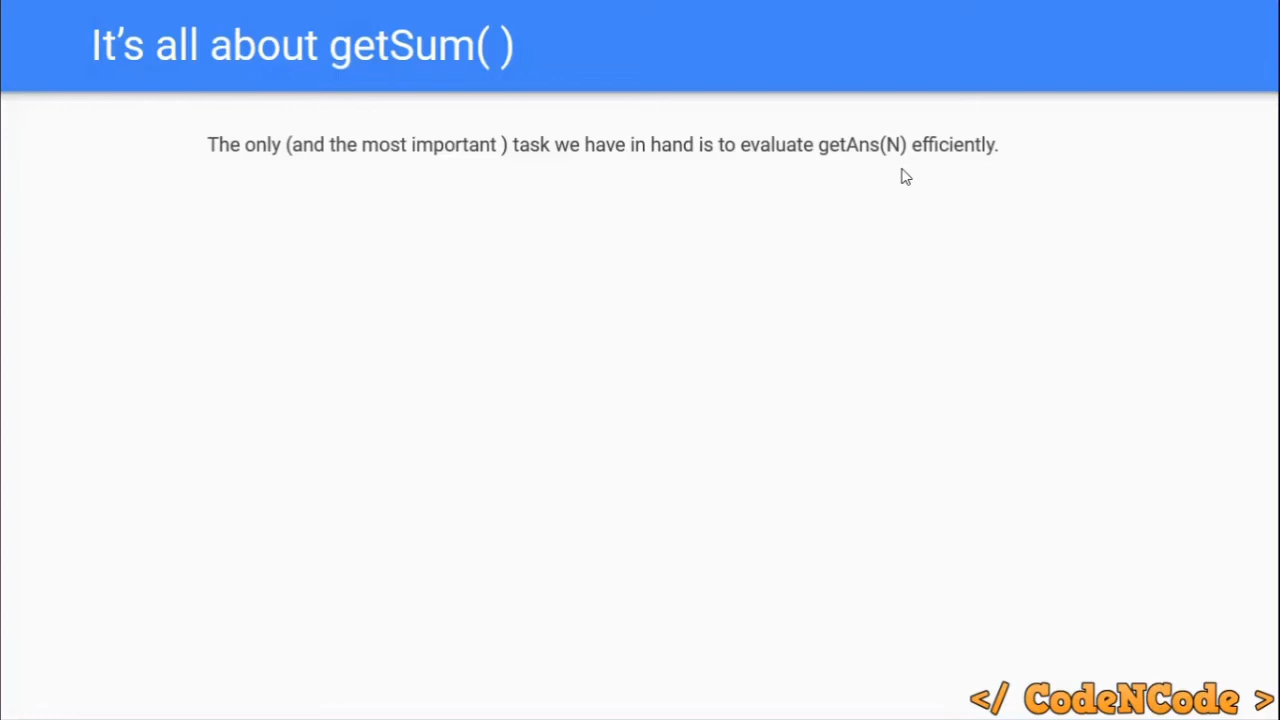 It's all about getSum( )
The only (and the most important ) task we have in hand is to evaluate getAns(N) efficiently.
</ CodeNCode >